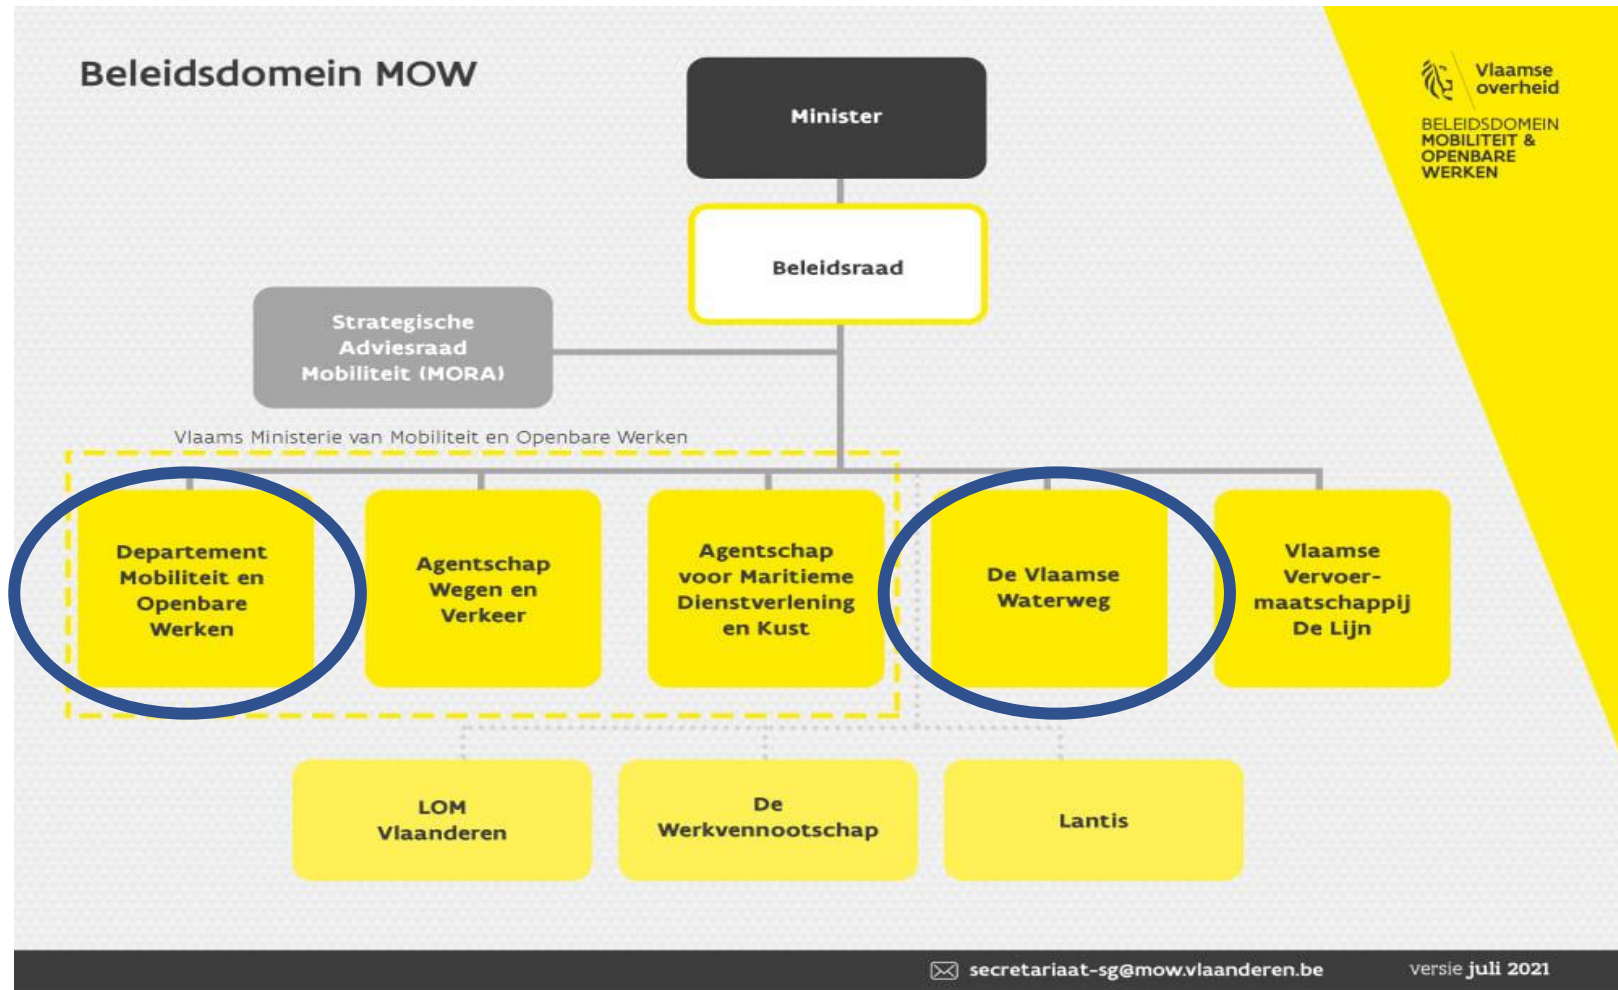 Beleidsdomein MOW
Vlaamse
overheid
BELEIDSDOMEIN
MOBILITEIT &
OPENBARE
WERKEN
Minister
Beleidsraad
Strategische
Adviesraad
Mobiliteit (MORA)
Vlaams Ministerie van Mobiliteit en Openbare Werken
Departement
Mobiliteit en
Openbare
Werken
Agentschap
Wegen en
Verkeer
Agentschap
voor Maritieme
Dienstverlening
en Kust
De Vlaamse
Waterweg
Vlaamse
Vervoer-
maatschappij
De Lijn
LOM
Vlaanderen
De
Werkvennootschap
Lantis
secretariaat-sg@mow.vlaanderen.be
versie juli 2021